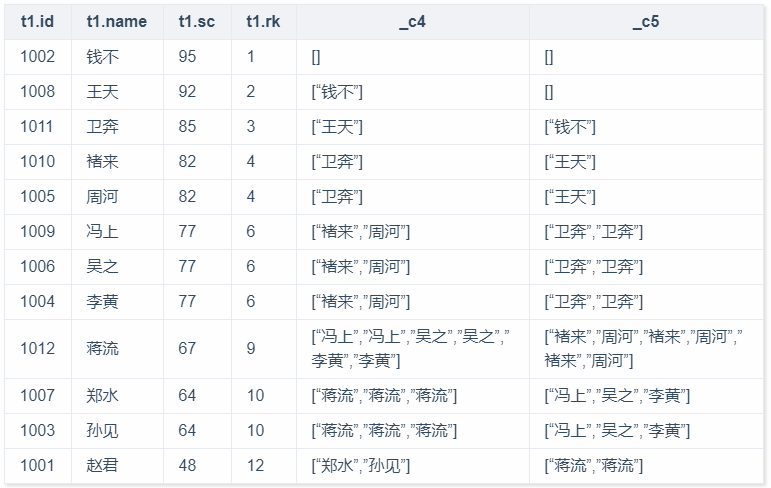 t1.id t1.name t1.sc t1.rk _c4 _c5
1002 钱不 95 1 [] []
1008 王天 92 2 [“钱不”] []
1011 卫奔 85 3 [“王天”] [“钱不”]
1010 褚来 82 4 [“卫奔”] [“王天”]
1005 周河 82 4 [“卫奔”] [“王天”]
1009 冯上 77 6 [“褚来”,”周河”] [“卫奔”,”卫奔”]
1006 吴之 77 6 [“褚来”,”周河”] [“卫奔”,”卫奔”]
1004 李黄 77 6 [“褚来”,”周河”] [“卫奔”,”卫奔”]
1012 蒋流 67 9 [“冯上”,”冯上”,”吴之”,”吴之”,” [“褚来”,”周河”,”褚来”,”周河”,”
李黄”,”李黄”] 褚来”,”周河”]
1007 郑水 64 10 [“蒋流”,”蒋流”,”蒋流”] [“冯上”,”吴之”,”李黄”]
1003 孙见 64 10 [“蒋流”,”蒋流”,”蒋流”] [“冯上”,”吴之”,”李黄”]
1001 赵君 48 12 [“郑水”,”孙见”] [“蒋流”,”蒋流”]